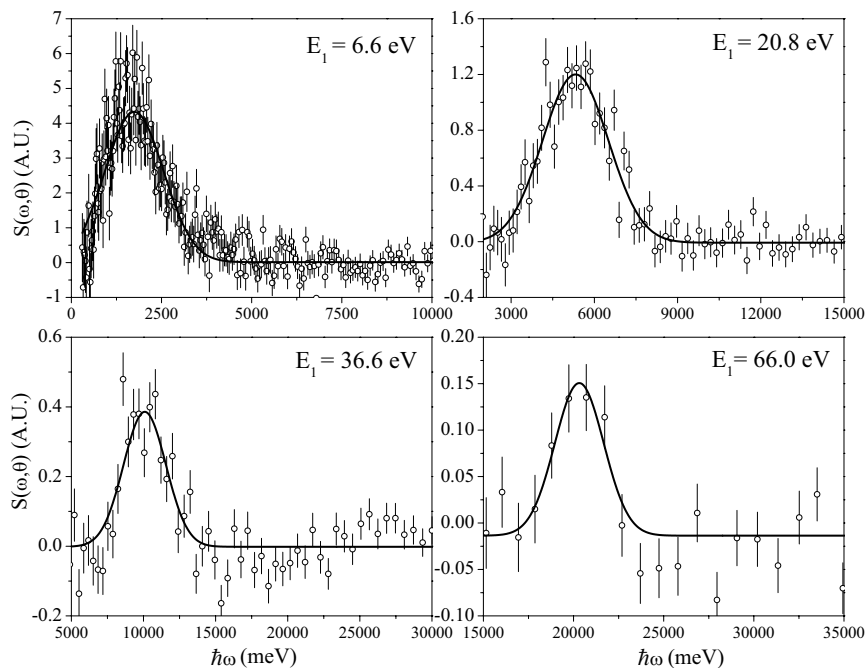 E₁ = 6.6 eV
7
6
5
4
3
2
1
0
-1
S(ω,θ) (A.U.)
0 2500 5000 7500 10000
E₁ = 20.8 eV
1.6
1.2
0.8
0.4
0.0
-0.4
3000 6000 9000 12000 15000
E₁ = 36.6 eV
0.6
0.4
0.2
0.0
-0.2
S(ω,θ) (A.U.)
5000 10000 15000 20000 25000 30000
ħω (meV)
E₁ = 66.0 eV
0.20
0.15
0.10
0.05
0.00
-0.05
-0.10
15000 20000 25000 30000 35000
ħω (meV)